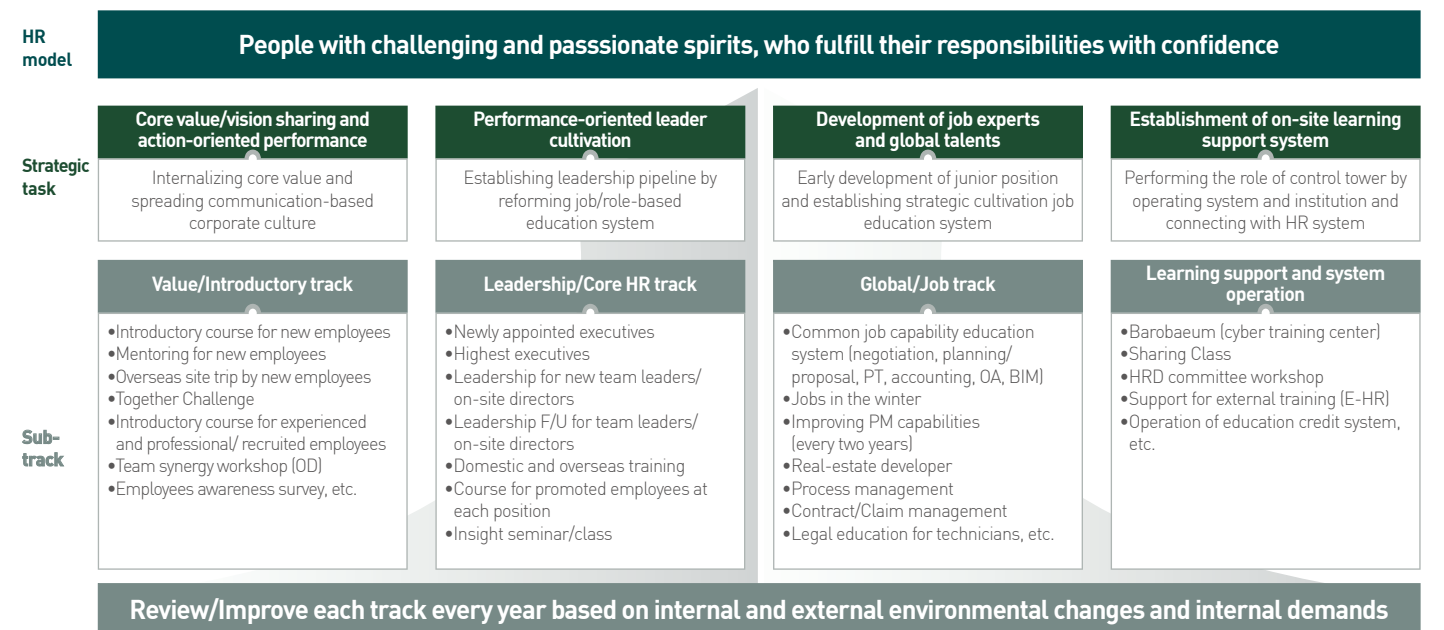 HR
model
People with challenging and passsionate spirits, who fulfill their responsibilities with confidence
Strategic
task
Core value/vision sharing and
action-oriented performance
Internalizing core value and
spreading communication-based
corporate culture
Performance-oriented leader
cultivation
Establishing leadership pipeline by
reforming job/role-based
education system
Development of job experts
and global talents
Early development of junior position
and establishing strategic cultivation job
education system
Establishment of on-site learning
support system
Performing the role of control tower by
operating system and institution and
connecting with HR system
Sub-
track
Value/Introductory track
•Introductory course for new employees
•Mentoring for new employees
•Overseas site trip by new employees
•Together Challenge
•Introductory course for experienced
and professional/ recruited employees
•Team synergy workshop (OD)
•Employees awareness survey, etc.
Leadership/Core HR track
•Newly appointed executives
•Highest executives
•Leadership for new team leaders/
on-site directors
•Leadership F/U for team leaders/
on-site directors
•Domestic and overseas training
•Course for promoted employees at
each position
•Insight seminar/class
Global/Job track
•Common job capability education
system (negotiation, planning/
proposal, PT, accounting, OA, BIM)
•Jobs in the winter
•Improving PM capabilities
(every two years)
•Real-estate developer
•Process management
•Contract/Claim management
•Legal education for technicians, etc.
Learning support and system
operation
•Barobaeum (cyber training center)
•Sharing Class
•HRD committee workshop
•Support for external training (E-HR)
•Operation of education credit system,
etc.
Review/Improve each track every year based on internal and external environmental changes and internal demands